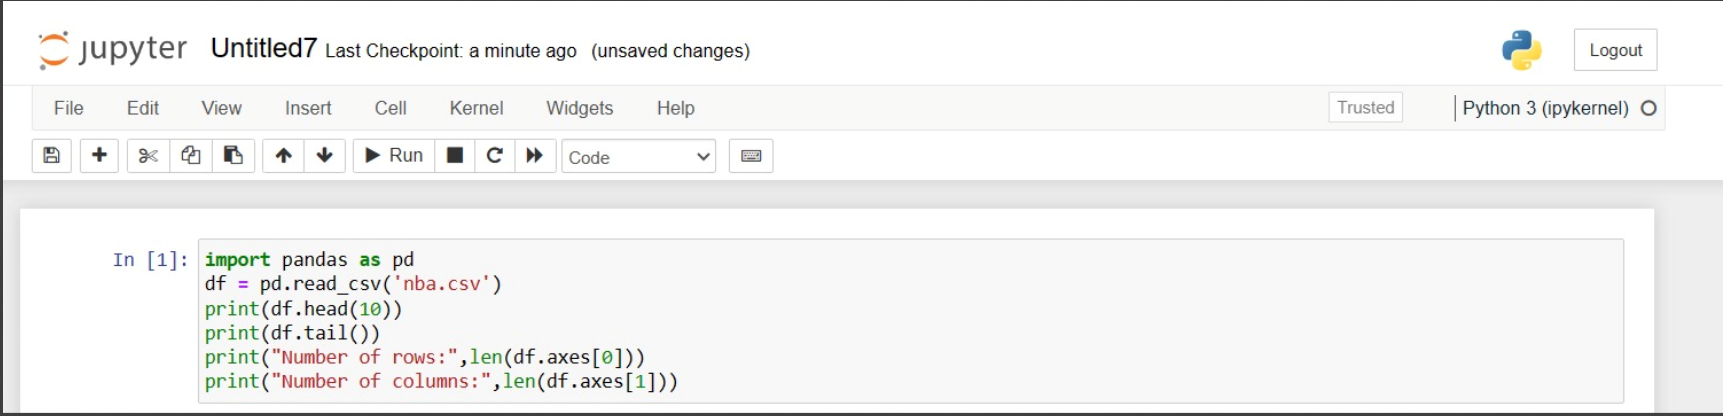 jupyter Untitled7 Last Checkpoint: a minute ago (unsaved changes) Logout
File Edit View Insert Cell Kernel Widgets Help Trusted Python 3 (ipykernel)
Run Code
In [1]: import pandas as pd
df = pd.read_csv('nba.csv')
print(df.head(10))
print(df.tail())
print("Number of rows:",len(df.axes[0]))
print("Number of columns:",len(df.axes[1]))